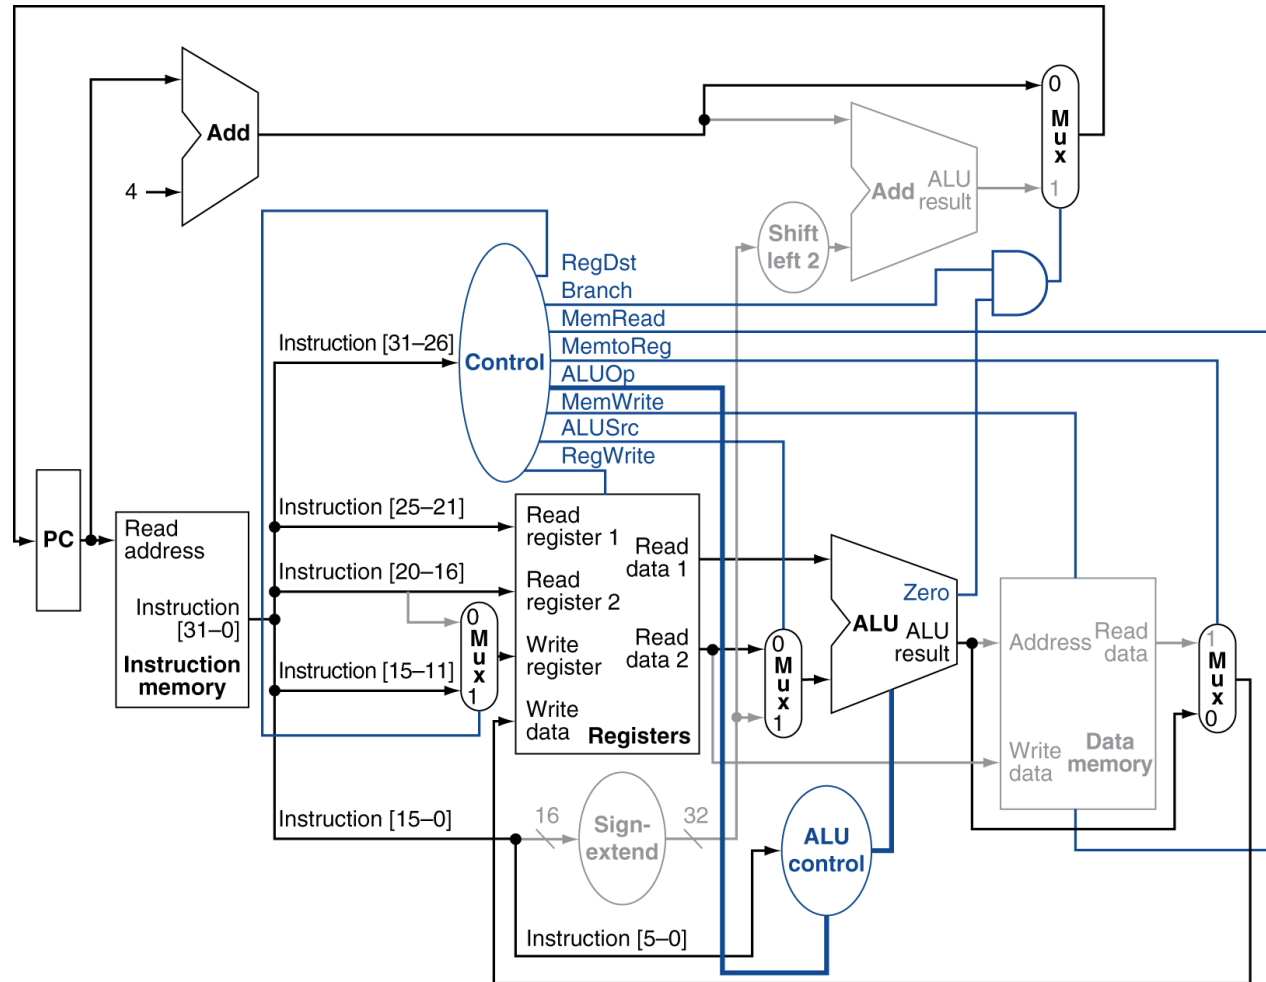 0
M
u
x
1
Add
4
Add
ALU
result
Shift
left 2
RegDst
Branch
MemRead
MemtoReg
ALUOp
MemWrite
ALUSrc
RegWrite
Control
Instruction [31–26]
Instruction [25–21]
Instruction [20–16]
Instruction [15–11]
Instruction [15–0]
Instruction [5–0]
PC
Read
address
Instruction
[31–0]
Instruction
memory
0
M
u
x
1
Read
register 1
Read
register 2
Write
register
Write
data
Read
data 1
Read
data 2
Registers
0
M
u
x
1
Zero
ALU
ALU
result
Address
Read
data
Write
data
Data
memory
1
M
u
x
0
16
Sign-
extend
32
ALU
control